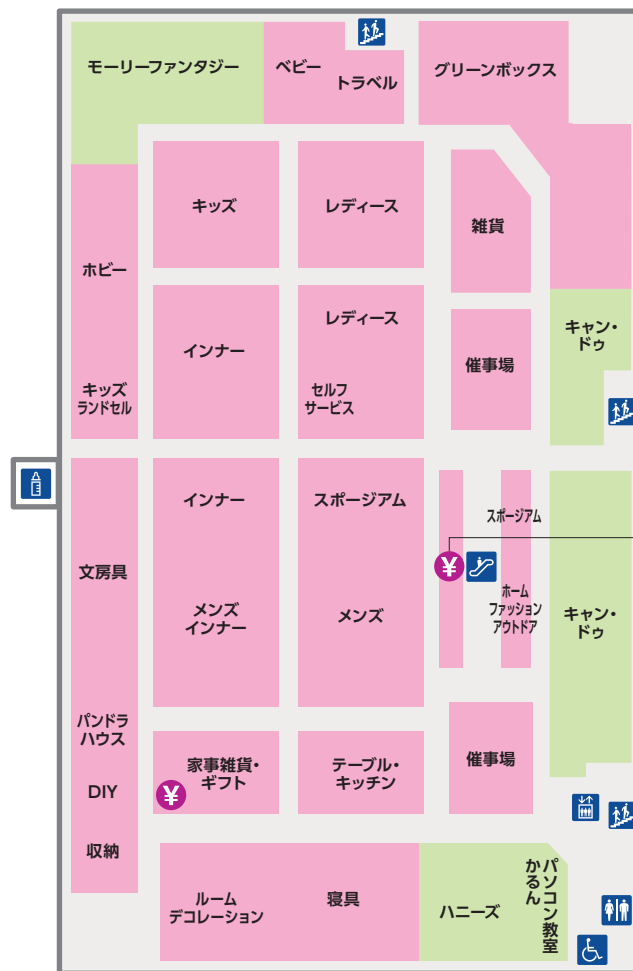 モーリーファンタジー
ベビー
トラベル
グリーンボックス
キッズ
レディース
雑貨
ホビー
インナー
レディース
催事場
キャン・
ドゥ
キッズ
ランドセル
セルフ
サービス
インナー
スポージアム
スポージアム
文房具
¥
メンズ
インナー
メンズ
ホーム
ファッション
アウトドア
キャン・
ドゥ
パンドラ
ハウス
家事雑貨・
ギフト
テーブル・
キッチン
催事場
DIY
¥
収納
ルーム
デコレーション
寝具
ハニーズ
パソコン教室
かるん